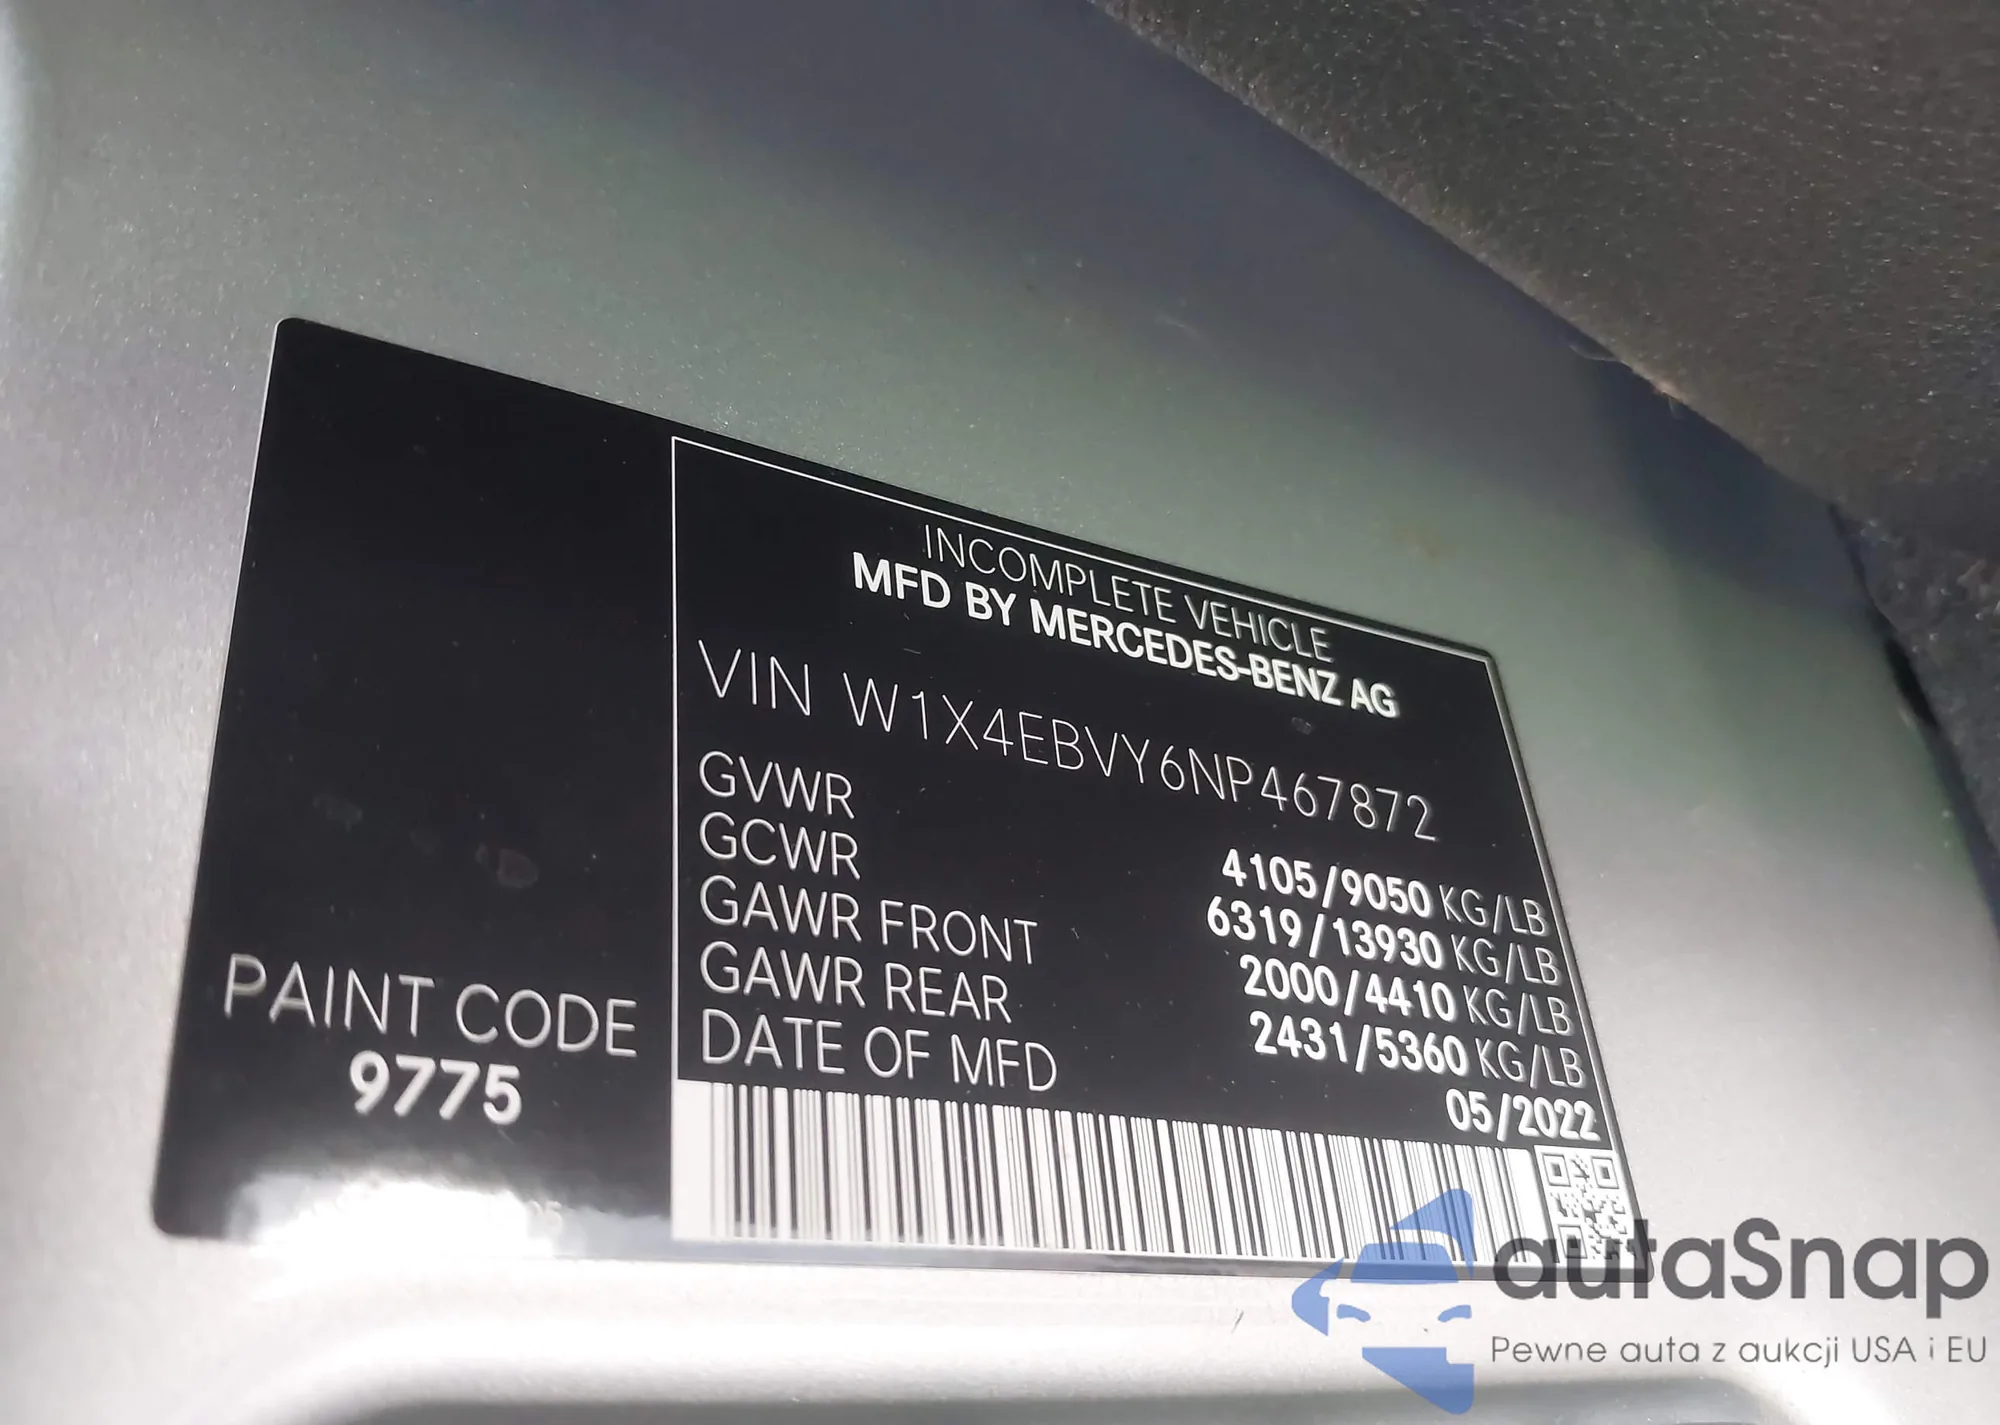 INCOMPLETE VEHICLE
MFD BY MERCEDES-BENZ AG
VIN W1X4EBVY6NP467872
GVWR 4105/9050 KG/LB
GCWR 6319/13930 KG/LB
GAWR FRONT 2000/4410 KG/LB
GAWR REAR 2431/5360 KG/LB
DATE OF MFD 05/2022
PAINT CODE
9775
autaSnap
Pewne auta z aukcji USA i EU